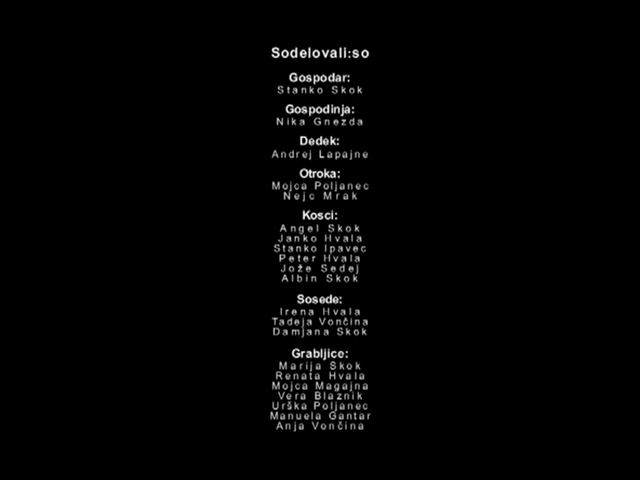 Sodelovali:so
Gospodar:
Stanko Skok
Gospodinja:
Nika Gnezda
Dedek:
Andrej Lapajne
Otroka:
Mojca Poljanec
Nejc Mrak
Kosci:
Angel Skok
Janko Hvala
Stanko Ipavec
Peter Hvala
Jože Sedej
Albin Skok
Sosede:
Irena Hvala
Tadeja Vončina
Damjana Skok
Grabljice:
Marija Skok
Renata Hvala
Mojca Magajna
Vera Blaznik
Urška Poljanec
Manuela Gantar
Anja Vončina